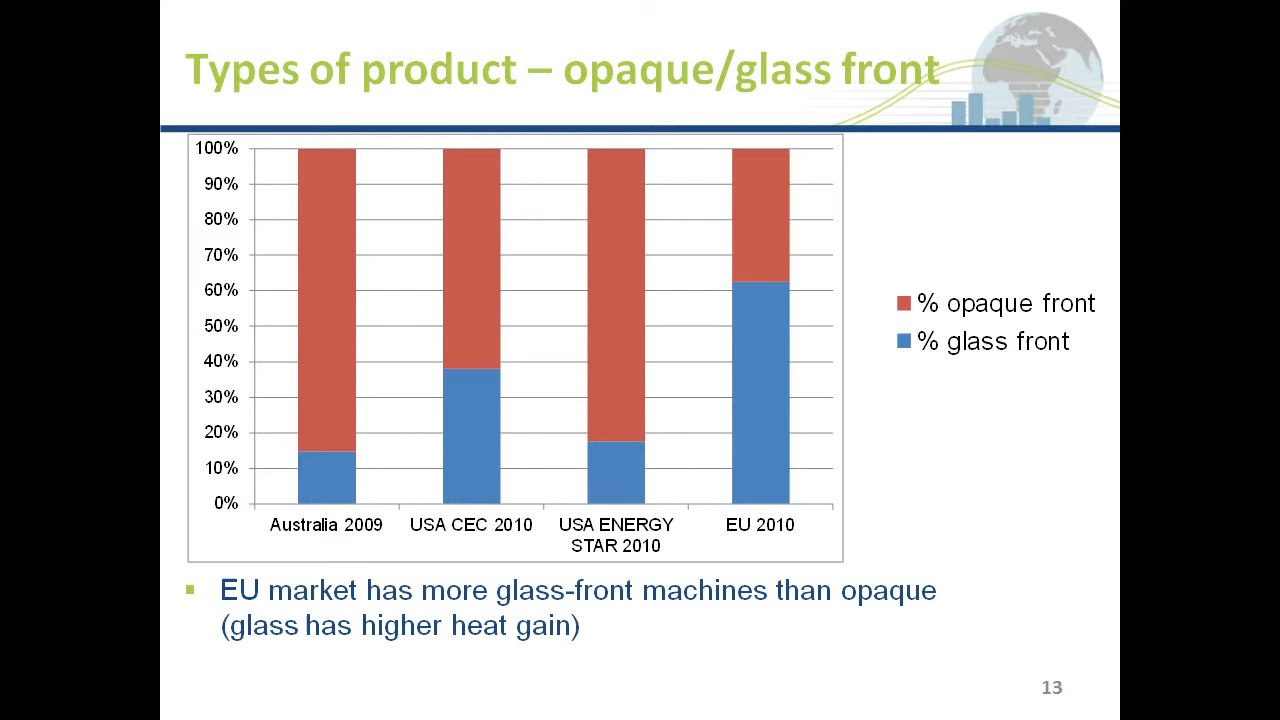 Types of product – opaque/glass front
100%
90%
80%
70%
60%
50%
40%
30%
20%
10%
0%
Australia 2009
USA CEC 2010
USA ENERGY
STAR 2010
EU 2010
% opaque front
% glass front
▪ EU market has more glass-front machines than opaque
(glass has higher heat gain)
13